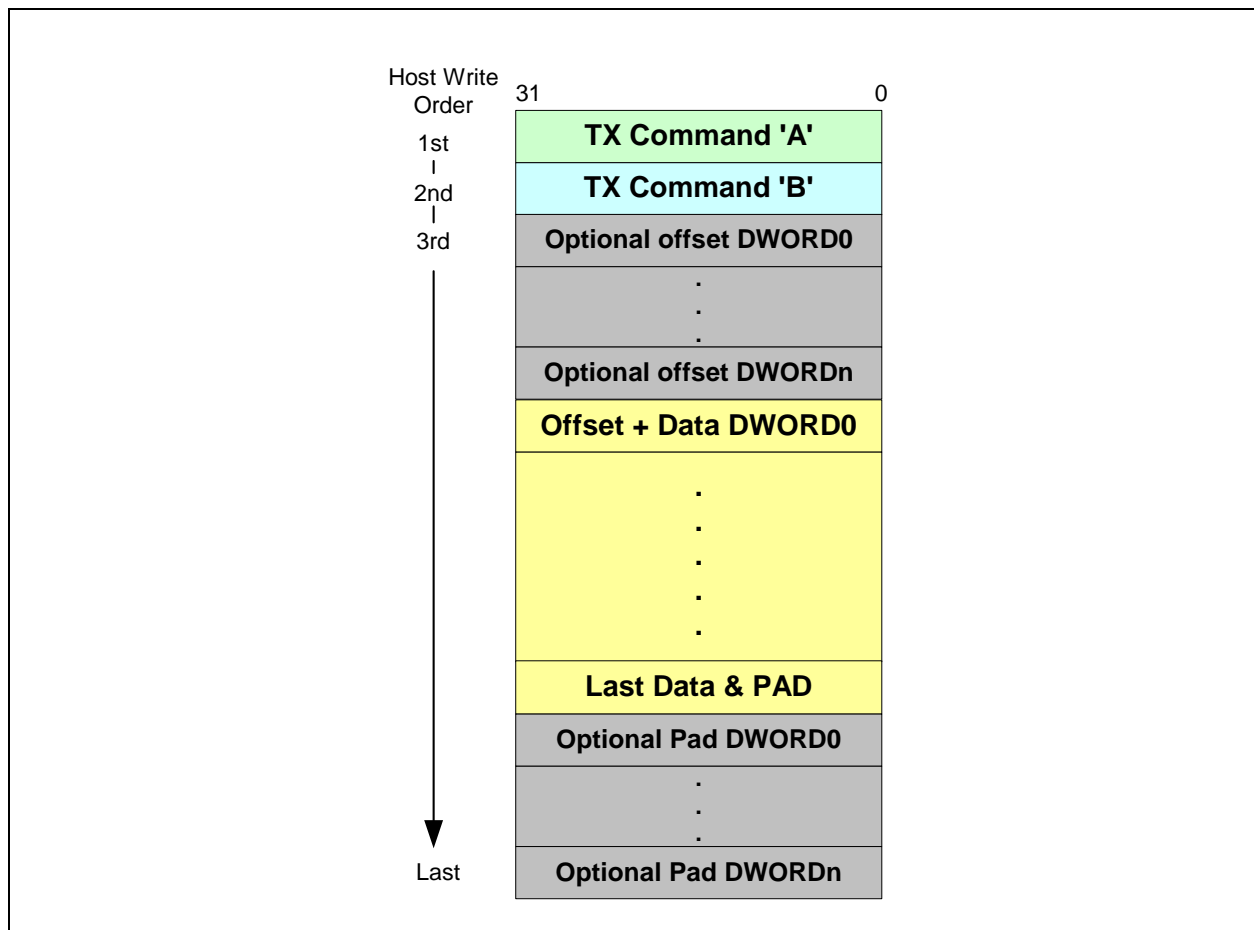 Host Write
Order
31
0
1st
TX Command 'A'
2nd
TX Command 'B'
3rd
Optional offset DWORD0
.
.
.
Optional offset DWORDn
Offset + Data DWORD0
.
.
.
.
.
Last Data & PAD
Optional Pad DWORD0
.
.
.
Last
Optional Pad DWORDn